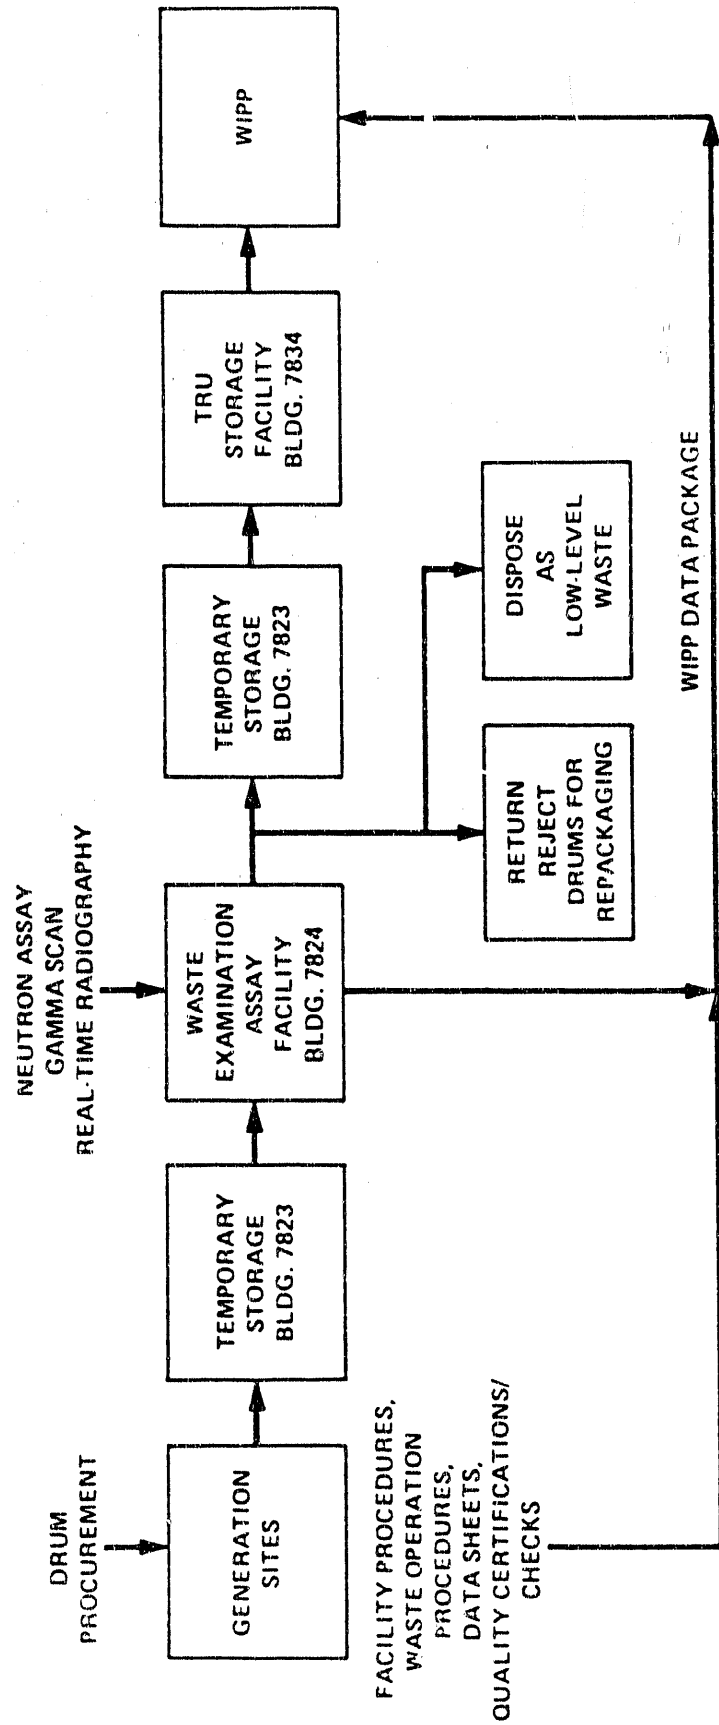 DRUM
PROCUREMENT
GENERATION
SITES
FACILITY PROCEDURES,
WASTE OPERATION
PROCEDURES,
DATA SHEETS,
QUALITY CERTIFICATIONS/
CHECKS
TEMPORARY
STORAGE
BLDG. 7823
NEUTRON ASSAY
GAMMA SCAN
REAL-TIME RADIOGRAPHY
WASTE
EXAMINATION
ASSAY
FACILITY
BLDG. 7824
TEMPORARY
STORAGE
BLDG. 7823
RETURN
REJECT
DRUMS FOR
REPACKAGING
DISPOSE
AS
LOW-LEVEL
WASTE
TRU
STORAGE
FACILITY
BLDG. 7834
WIPP
WIPP DATA PACKAGE